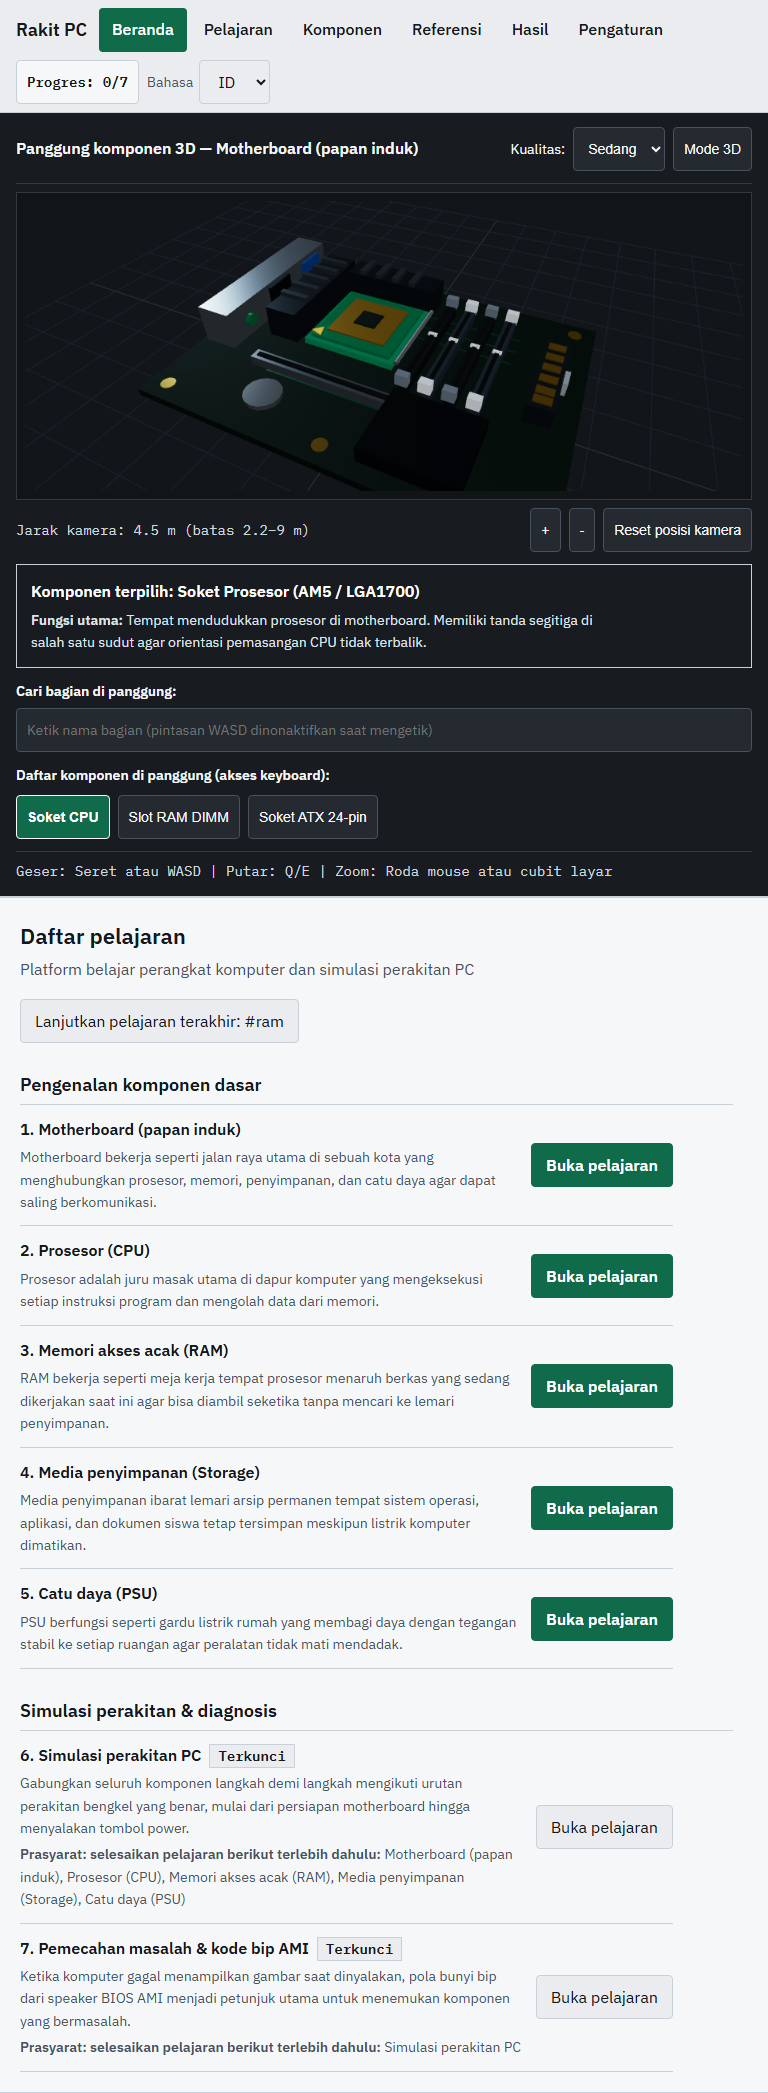 Rakit PC Beranda Pelajaran Komponen Referensi Hasil Pengaturan
Progres: 0/7 Bahasa ID
Panggung komponen 3D — Motherboard (papan induk) Kualitas: Sedang Mode 3D
Jarak kamera: 4.5 m (batas 2.2–9 m) + - Reset posisi kamera
Komponen terpilih: Soket Prosesor (AM5 / LGA1700)
Fungsi utama: Tempat mendudukkan prosesor di motherboard. Memiliki tanda segitiga di
salah satu sudut agar orientasi pemasangan CPU tidak terbalik.
Cari bagian di panggung:
Ketik nama bagian (pintasan WASD dinonaktifkan saat mengetik)
Daftar komponen di panggung (akses keyboard):
Soket CPU Slot RAM DIMM Soket ATX 24-pin
Geser: Seret atau WASD | Putar: Q/E | Zoom: Roda mouse atau cubit layar
Daftar pelajaran
Platform belajar perangkat komputer dan simulasi perakitan PC
Lanjutkan pelajaran terakhir: #ram
Pengenalan komponen dasar
1. Motherboard (papan induk)
Motherboard bekerja seperti jalan raya utama di sebuah kota yang
menghubungkan prosesor, memori, penyimpanan, dan catu daya agar dapat
saling berkomunikasi.
Buka pelajaran
2. Prosesor (CPU)
Prosesor adalah juru masak utama di dapur komputer yang mengeksekusi
setiap instruksi program dan mengolah data dari memori.
Buka pelajaran
3. Memori akses acak (RAM)
RAM bekerja seperti meja kerja tempat prosesor menaruh berkas yang sedang
dikerjakan saat ini agar bisa diambil seketika tanpa mencari ke lemari
penyimpanan.
Buka pelajaran
4. Media penyimpanan (Storage)
Media penyimpanan ibarat lemari arsip permanen tempat sistem operasi,
aplikasi, dan dokumen siswa tetap tersimpan meskipun listrik komputer
dimatikan.
Buka pelajaran
5. Catu daya (PSU)
PSU berfungsi seperti gardu listrik rumah yang membagi daya dengan tegangan
stabil ke setiap ruangan agar peralatan tidak mati mendadak.
Buka pelajaran
Simulasi perakitan & diagnosis
6. Simulasi perakitan PC Terkunci
Gabungkan seluruh komponen langkah demi langkah mengikuti urutan
perakitan bengkel yang benar, mulai dari persiapan motherboard hingga
menyalakan tombol power.
Prasyarat: selesaikan pelajaran berikut terlebih dahulu: Motherboard (papan
induk), Prosesor (CPU), Memori akses acak (RAM), Media penyimpanan
(Storage), Catu daya (PSU)
Buka pelajaran
7. Pemecahan masalah & kode bip AMI Terkunci
Ketika komputer gagal menampilkan gambar saat dinyalakan, pola bunyi bip
dari speaker BIOS AMI menjadi petunjuk utama untuk menemukan komponen
yang bermasalah.
Prasyarat: selesaikan pelajaran berikut terlebih dahulu: Simulasi perakitan PC
Buka pelajaran